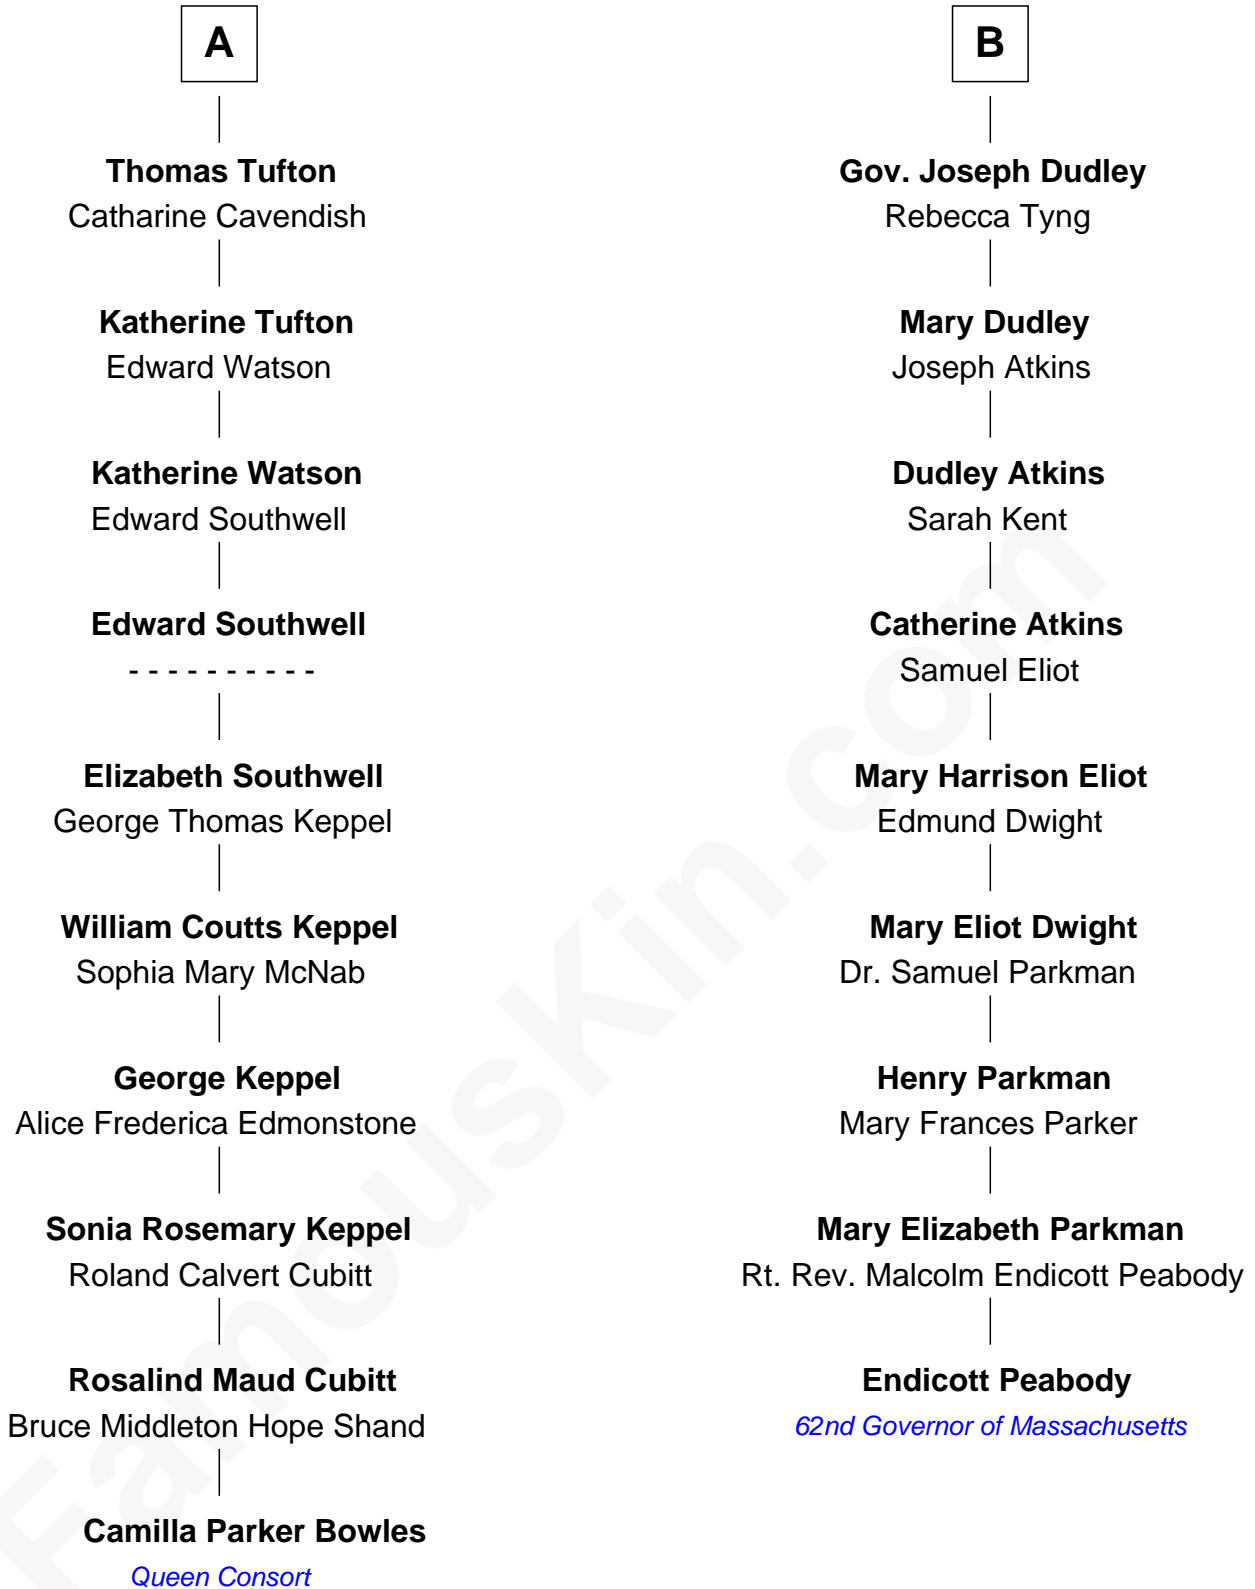 A
Thomas Tufton
Catharine Cavendish
Katherine Tufton
Edward Watson
Katherine Watson
Edward Southwell
Edward Southwell
- - - - - - - - - -
Elizabeth Southwell
George Thomas Keppel
William Coutts Keppel
Sophia Mary McNab
George Keppel
Alice Frederica Edmonstone
Sonia Rosemary Keppel
Roland Calvert Cubitt
Rosalind Maud Cubitt
Bruce Middleton Hope Shand
Camilla Parker Bowles
Queen Consort
B
Gov. Joseph Dudley
Rebecca Tyng
Mary Dudley
Joseph Atkins
Dudley Atkins
Sarah Kent
Catherine Atkins
Samuel Eliot
Mary Harrison Eliot
Edmund Dwight
Mary Eliot Dwight
Dr. Samuel Parkman
Henry Parkman
Mary Frances Parker
Mary Elizabeth Parkman
Rt. Rev. Malcolm Endicott Peabody
Endicott Peabody
62nd Governor of Massachusetts
FamousKin.com